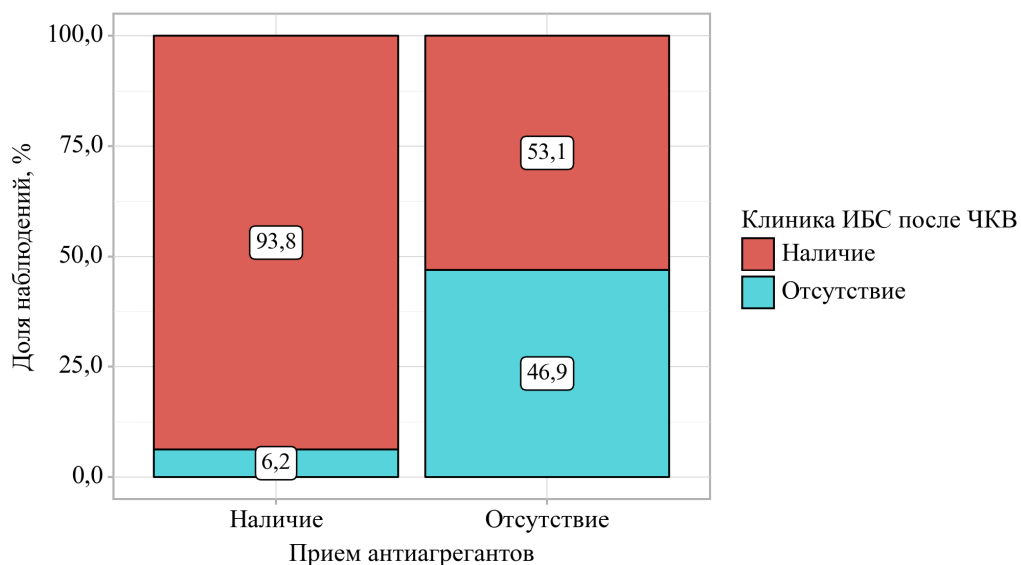 Доля наблюдений, %
100,0
75,0
50,0
25,0
0,0
93,8
6,2
53,1
46,9
Наличие
Отсутствие
Прием антиагрегантов
Клиника ИБС после ЧКВ
Наличие
Отсутствие